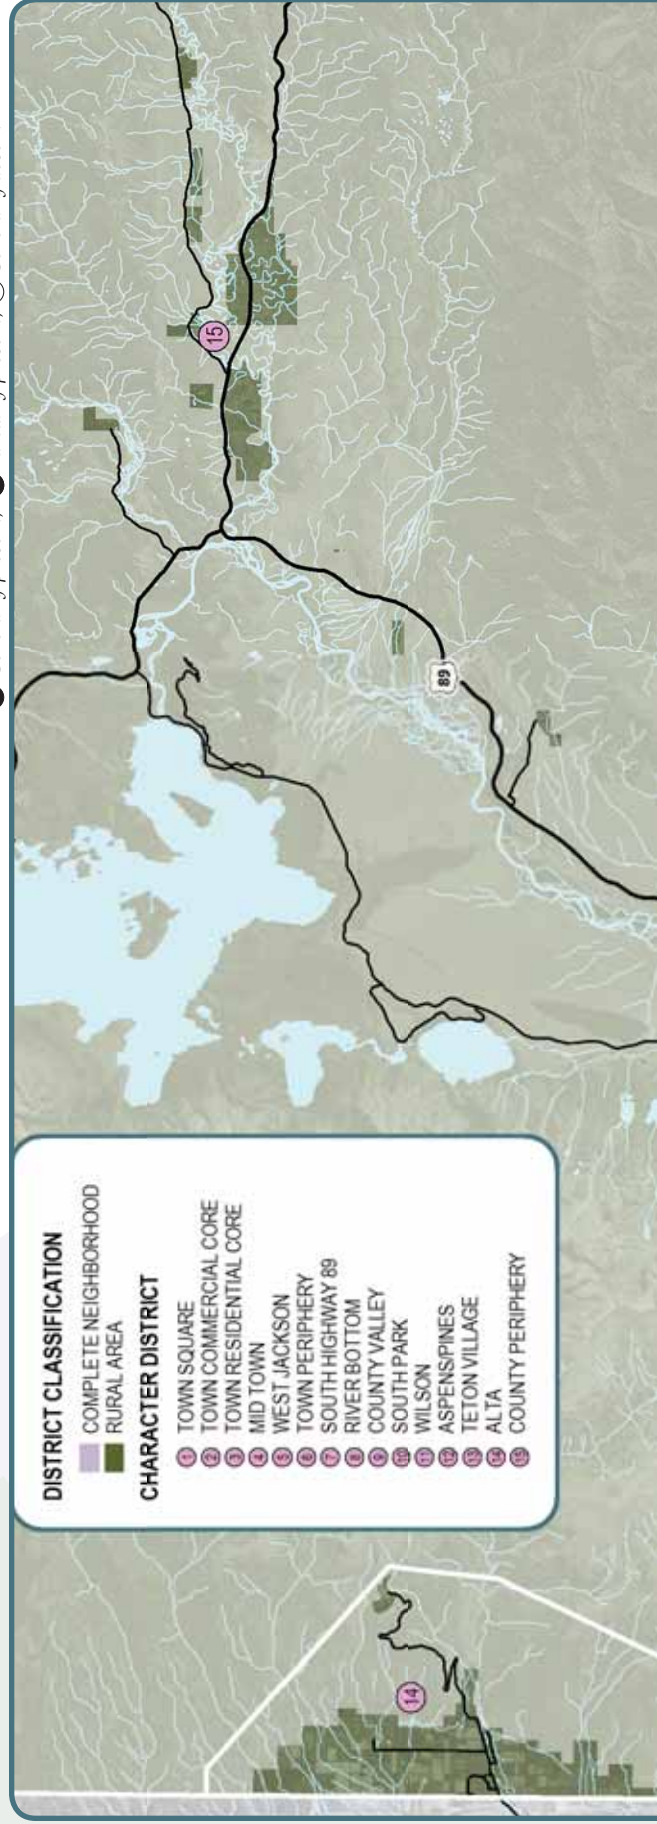 DISTRICT CLASSIFICATION
COMPLETE NEIGHBORHOOD
RURAL AREA
CHARACTER DISTRICT
1 TOWN SQUARE
2 TOWN COMMERCIAL CORE
3 TOWN RESIDENTIAL CORE
4 MID TOWN
5 WEST JACKSON
6 TOWN PERIPHERY
7 SOUTH HIGHWAY 89
8 RIVER BOTTOM
9 COUNTY VALLEY
10 SOUTH PARK
11 WILSON
12 ASPENS/PINES
13 TETON VILLAGE
14 ALTA
15 COUNTY PERIPHERY
14
89
15